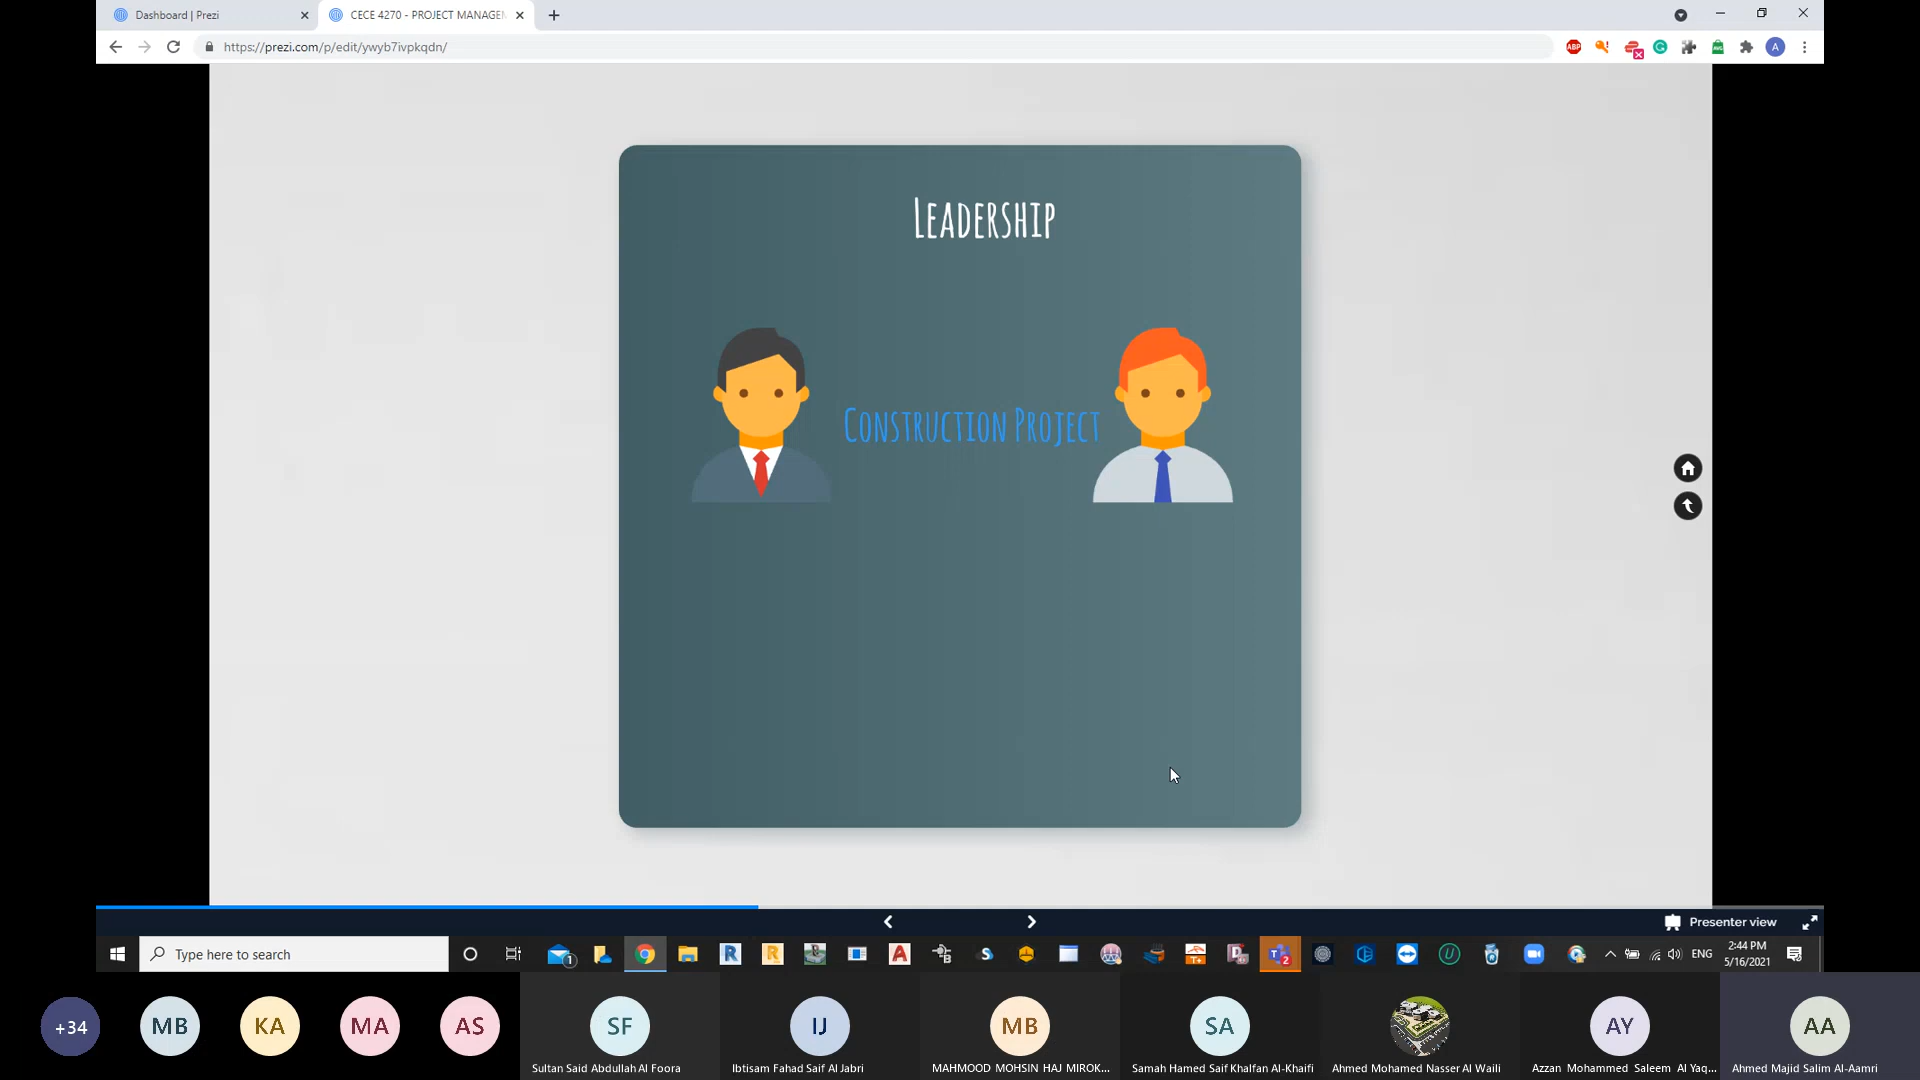 Dashboard | Prezi
CECE 4270 - PROJECT MANAGEM
https://prezi.com/p/edit/ywyb7ivpkqdn/
ABP
A
LEADERSHIP
CONSTRUCTION PROJECT
Presenter view
Type here to search
ENG
2:44 PM
5/16/2021
+34
MB
KA
MA
AS
SF
IJ
MB
SA
AY
AA
Sultan Said Abdullah Al Foora
Ibtisam Fahad Saif Al Jabri
MAHMOOD MOHSIN HAJ MIROK...
Samah Hamed Saif Khalfan Al-Khaifi
Ahmed Mohamed Nasser Al Waili
Azzan Mohammed Saleem Al Yaq...
Ahmed Majid Salim Al-Aamri